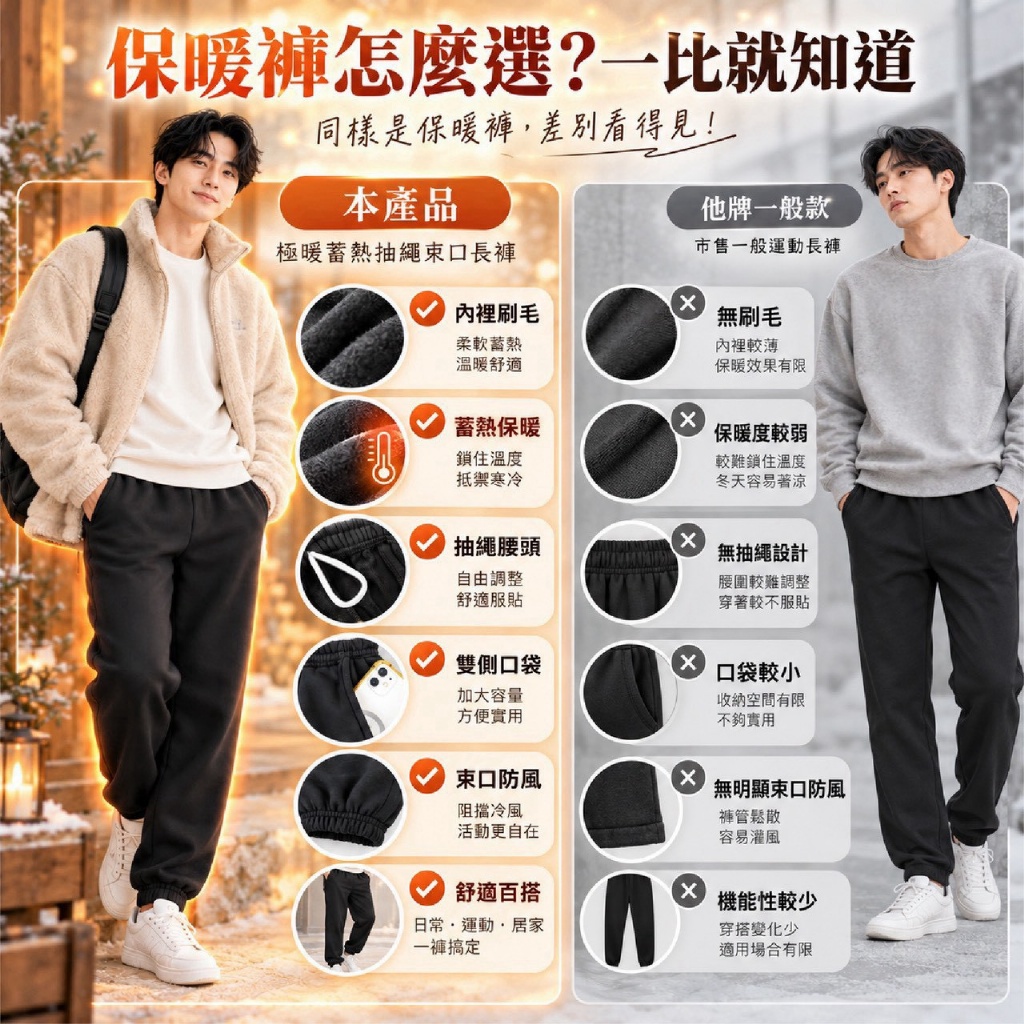 保暖褲怎麼選?一比就知道
同樣是保暖褲,差別看得見!
本產品
極暖蓄熱抽繩束口長褲
內裡刷毛
柔軟蓄熱
溫暖舒適
蓄熱保暖
鎖住溫度
抵禦寒冷
抽繩腰頭
自由調整
舒適服貼
雙側口袋
加大容量
方便實用
束口防風
阻擋冷風
活動更自在
舒適百搭
日常·運動·居家
一褲搞定
他牌一般款
市售一般運動長褲
無刷毛
內裡較薄
保暖效果有限
保暖度較弱
較難鎖住溫度
冬天容易著涼
無抽繩設計
腰圍較難調整
穿著較不服貼
口袋較小
收納空間有限
不夠實用
無明顯束口防風
褲管鬆散
容易灌風
機能性較少
穿搭變化少
適用場合有限